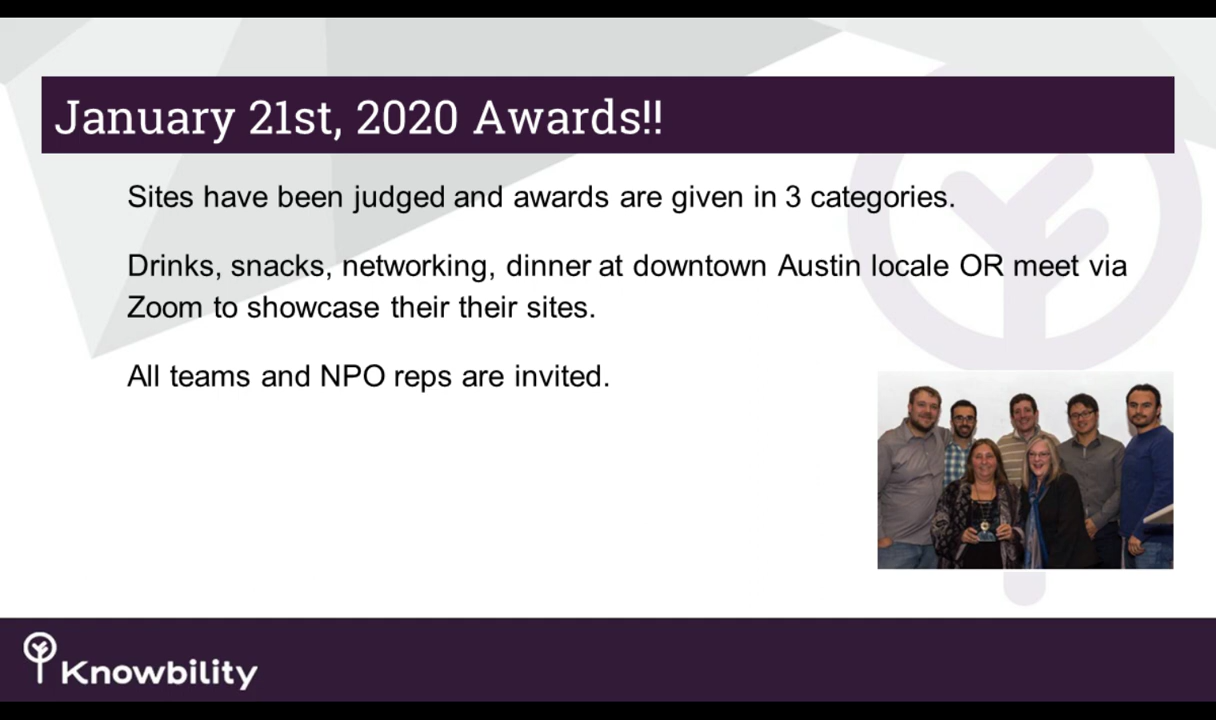 January 21st, 2020 Awards!!
Sites have been judged and awards are given in 3 categories.
Drinks, snacks, networking, dinner at downtown Austin locale OR meet via
Zoom to showcase their their sites.
All teams and NPO reps are invited.
Knowbility